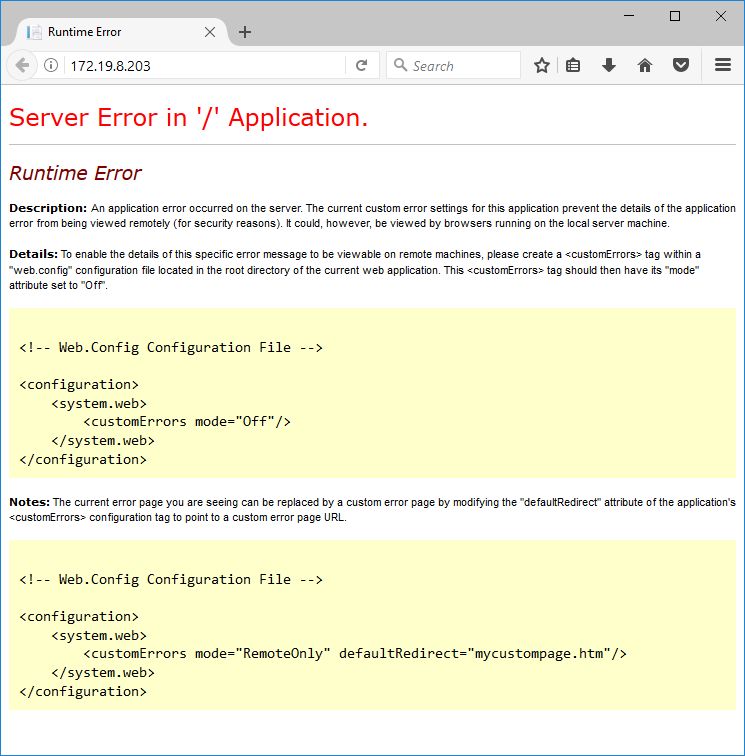 Runtime Error
172.19.8.203
Search
Server Error in '/' Application.
Runtime Error
Description: An application error occurred on the server. The current custom error settings for this application prevent the details of the application
error from being viewed remotely (for security reasons). It could, however, be viewed by browsers running on the local server machine.
Details: To enable the details of this specific error message to be viewable on remote machines, please create a <customErrors> tag within a
"web.config" configuration file located in the root directory of the current web application. This <customErrors> tag should then have its "mode"
attribute set to "Off".
<!-- Web.Config Configuration File -->
<configuration>
    <system.web>
        <customErrors mode="Off"/>
    </system.web>
</configuration>
Notes: The current error page you are seeing can be replaced by a custom error page by modifying the "defaultRedirect" attribute of the application's
<customErrors> configuration tag to point to a custom error page URL.
<!-- Web.Config Configuration File -->
<configuration>
    <system.web>
        <customErrors mode="RemoteOnly" defaultRedirect="mycustompage.htm"/>
    </system.web>
</configuration>